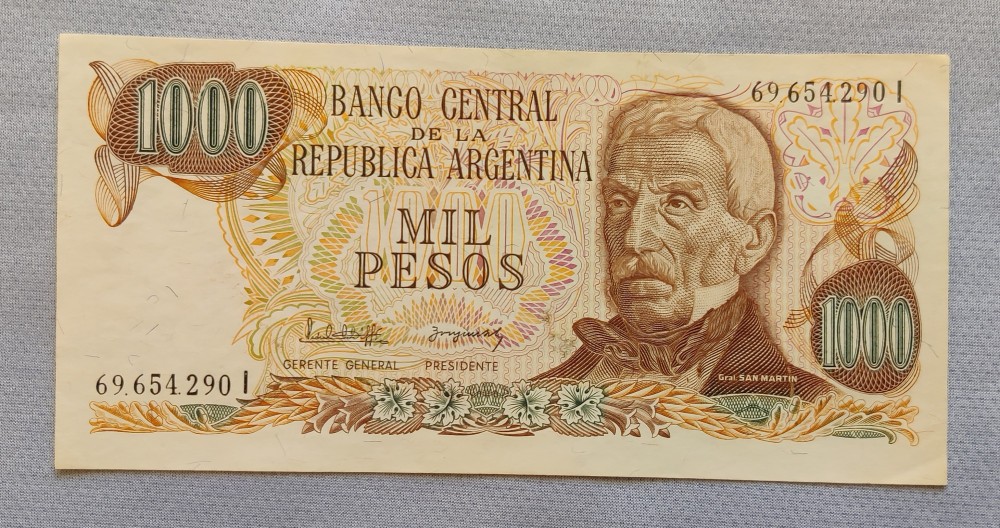 1000
BANCO CENTRAL
DE LA
REPUBLICA ARGENTINA
69.654.290 I
1000
MIL
PESOS
GERENTE GENERAL PRESIDENTE
69.654.290 I
Gral. SAN MARTIN
1000